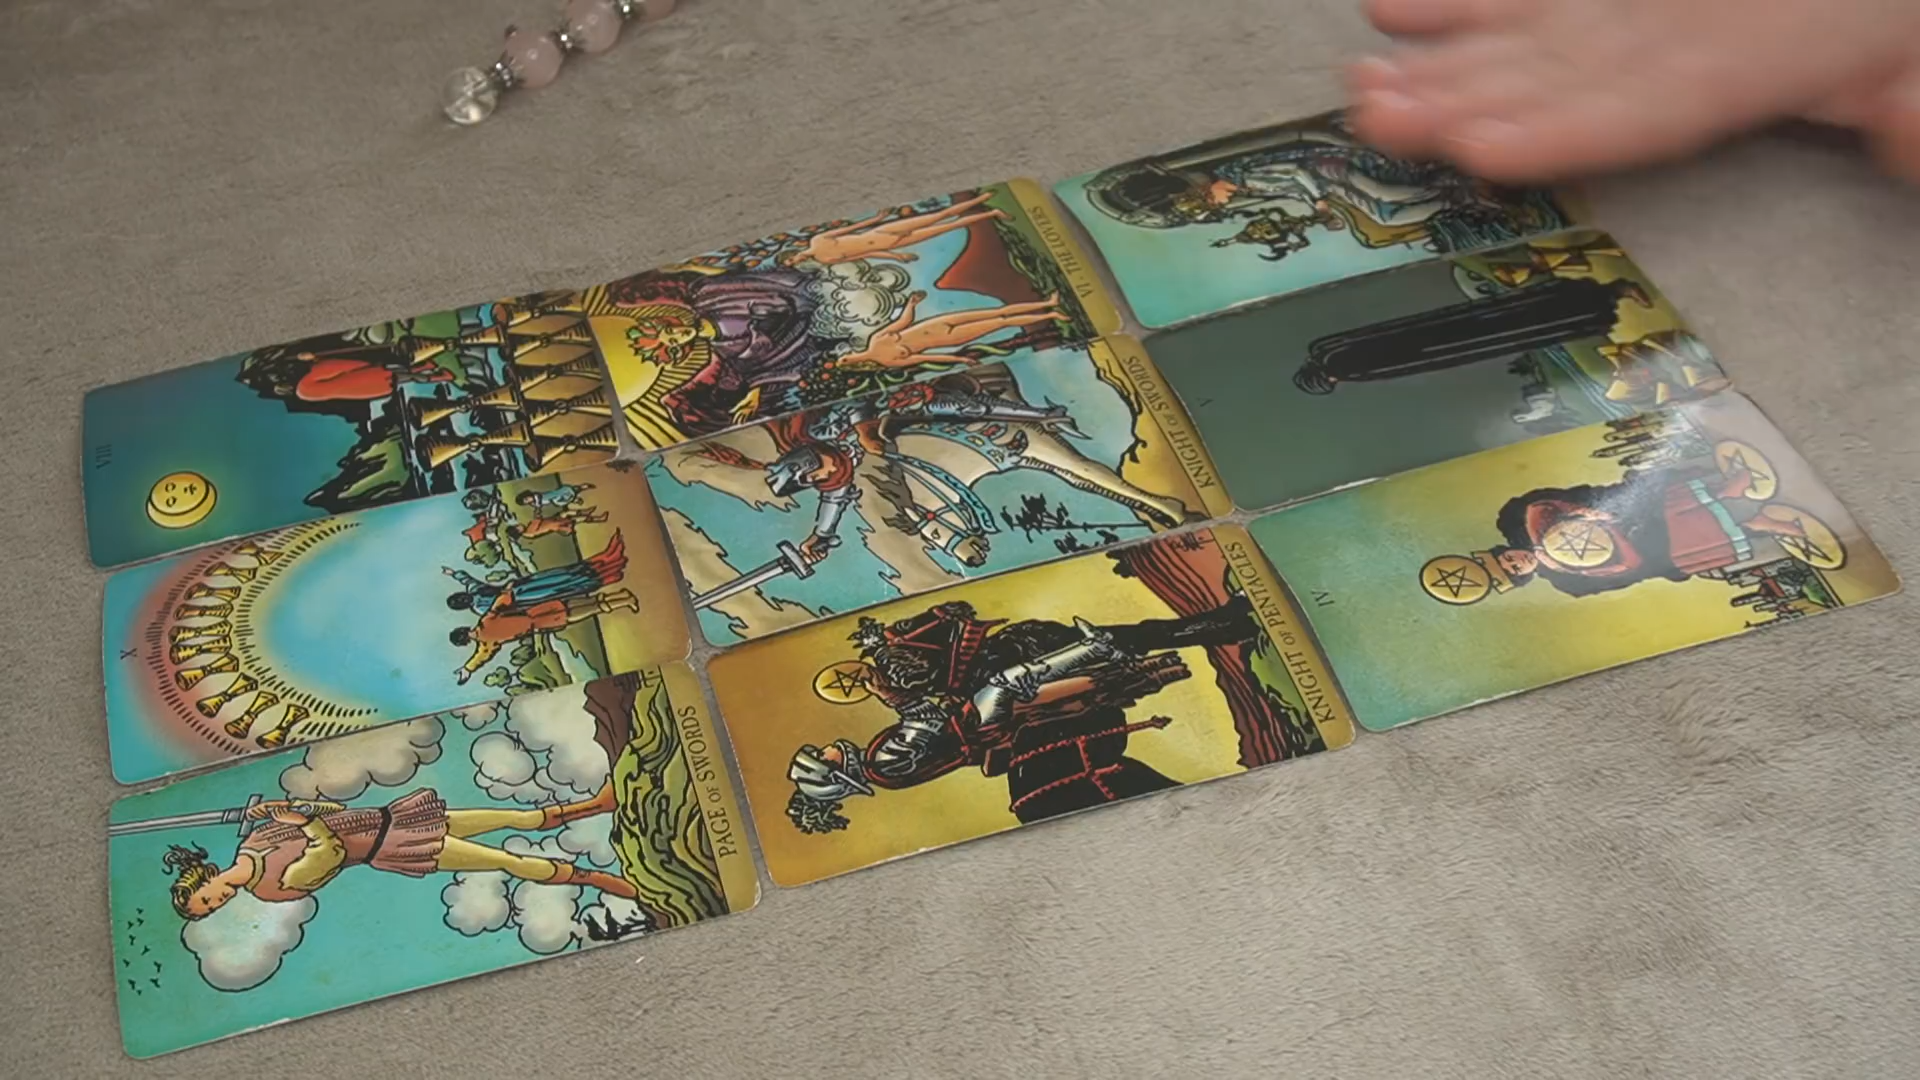 VIII
VI. THE LOVERS
X
KNIGHT OF SWORDS
V
PAGE OF SWORDS
KNIGHT OF PENTACLES
IV